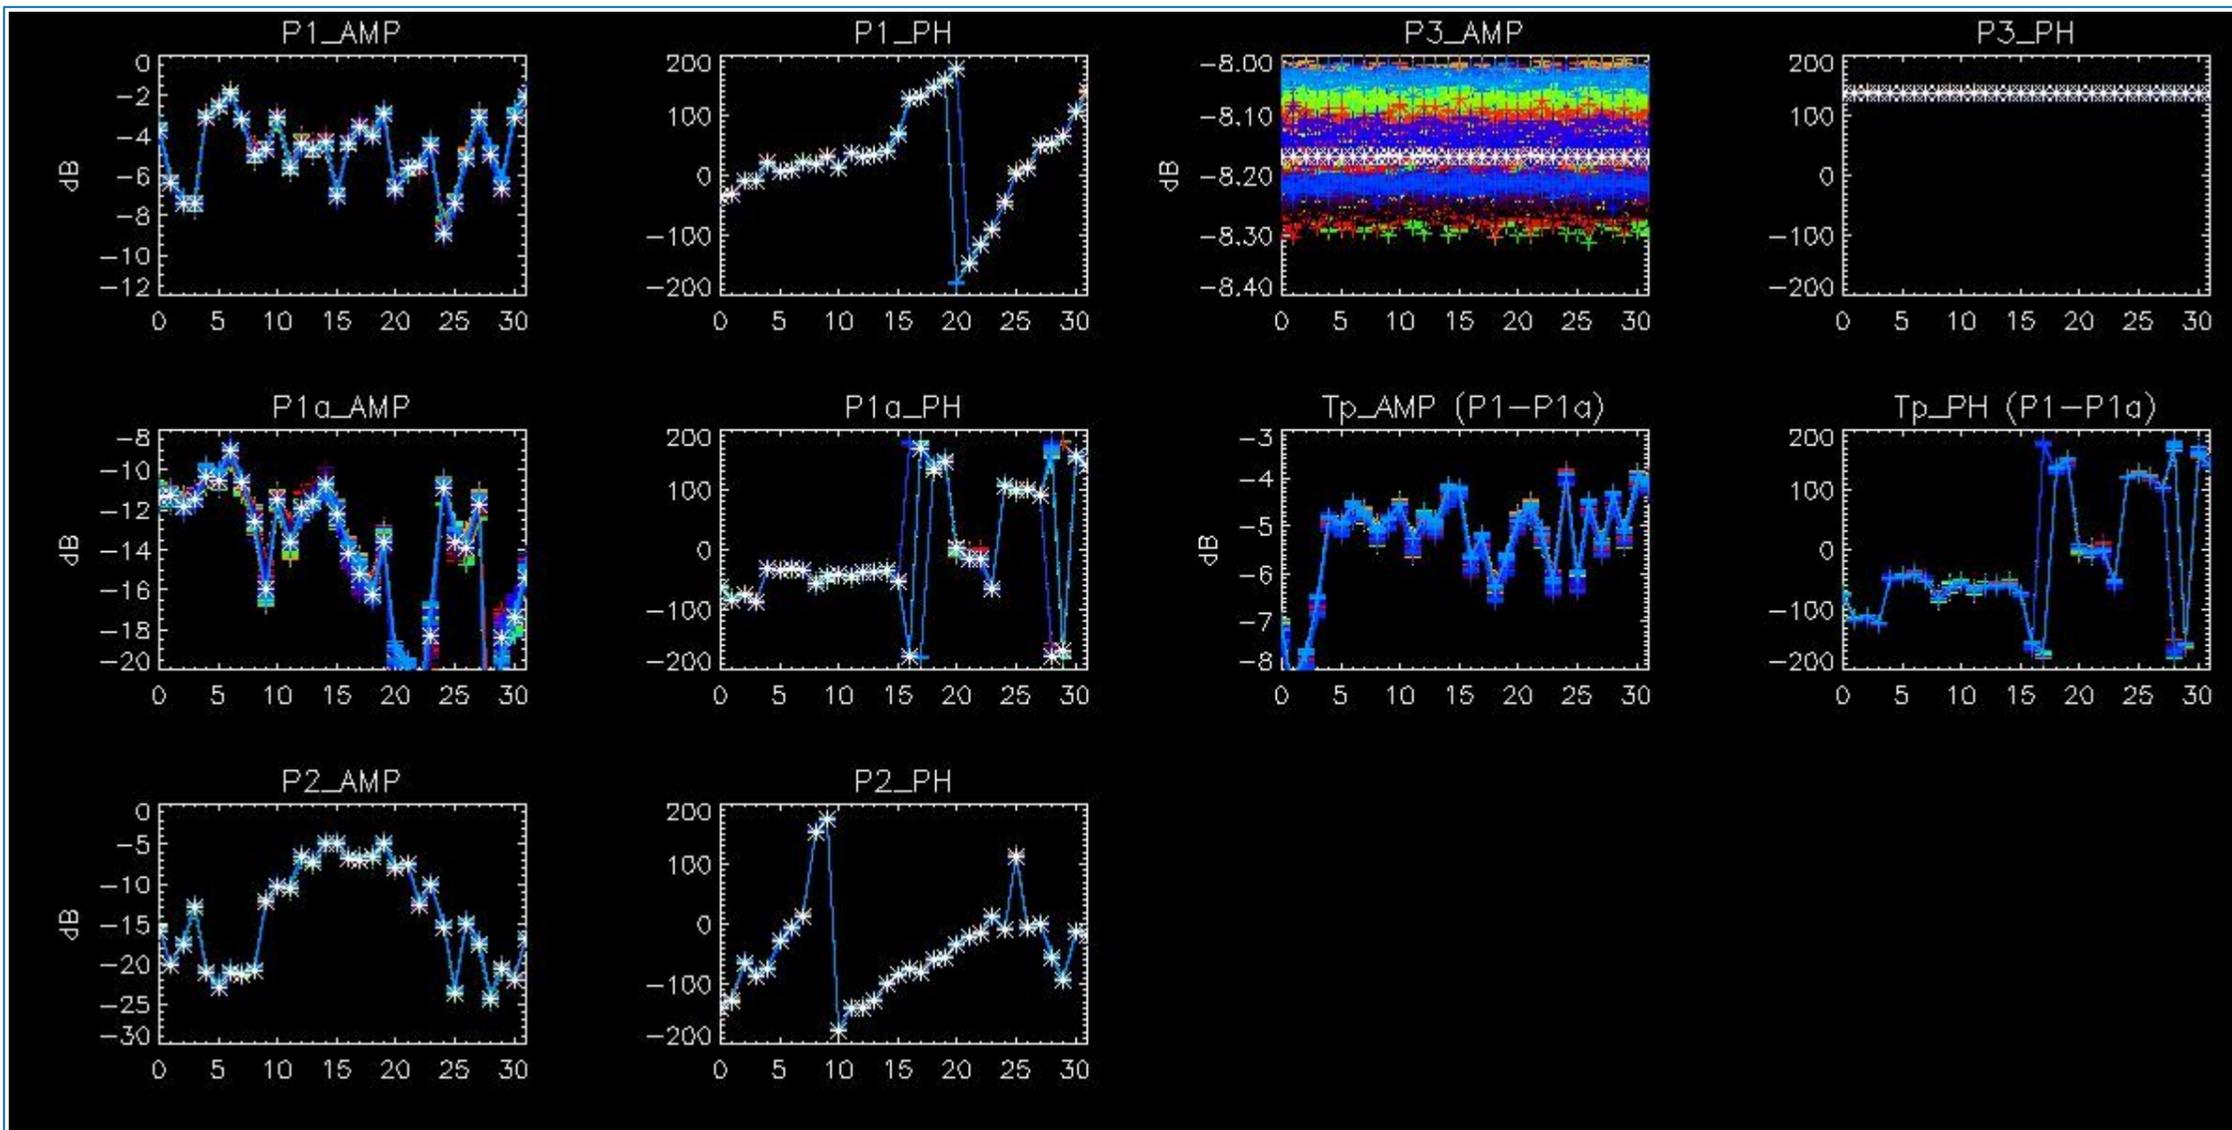 P1_AMP
0
−2
−4
−6
−8
−10
−12
dB
0 5 10 15 20 25 30
P1_PH
200
100
0
−100
−200
0 5 10 15 20 25 30
P3_AMP
−8.00
−8.10
−8.20
−8.30
−8.40
dB
0 5 10 15 20 25 30
P3_PH
200
100
0
−100
−200
0 5 10 15 20 25 30
P1a_AMP
−8
−10
−12
−14
−16
−18
−20
dB
0 5 10 15 20 25 30
P1a_PH
200
100
0
−100
−200
0 5 10 15 20 25 30
Tp_AMP (P1−P1a)
−3
−4
−5
−6
−7
−8
dB
0 5 10 15 20 25 30
Tp_PH (P1−P1a)
200
100
0
−100
−200
0 5 10 15 20 25 30
P2_AMP
0
−5
−10
−15
−20
−25
−30
dB
0 5 10 15 20 25 30
P2_PH
200
100
0
−100
−200
0 5 10 15 20 25 30